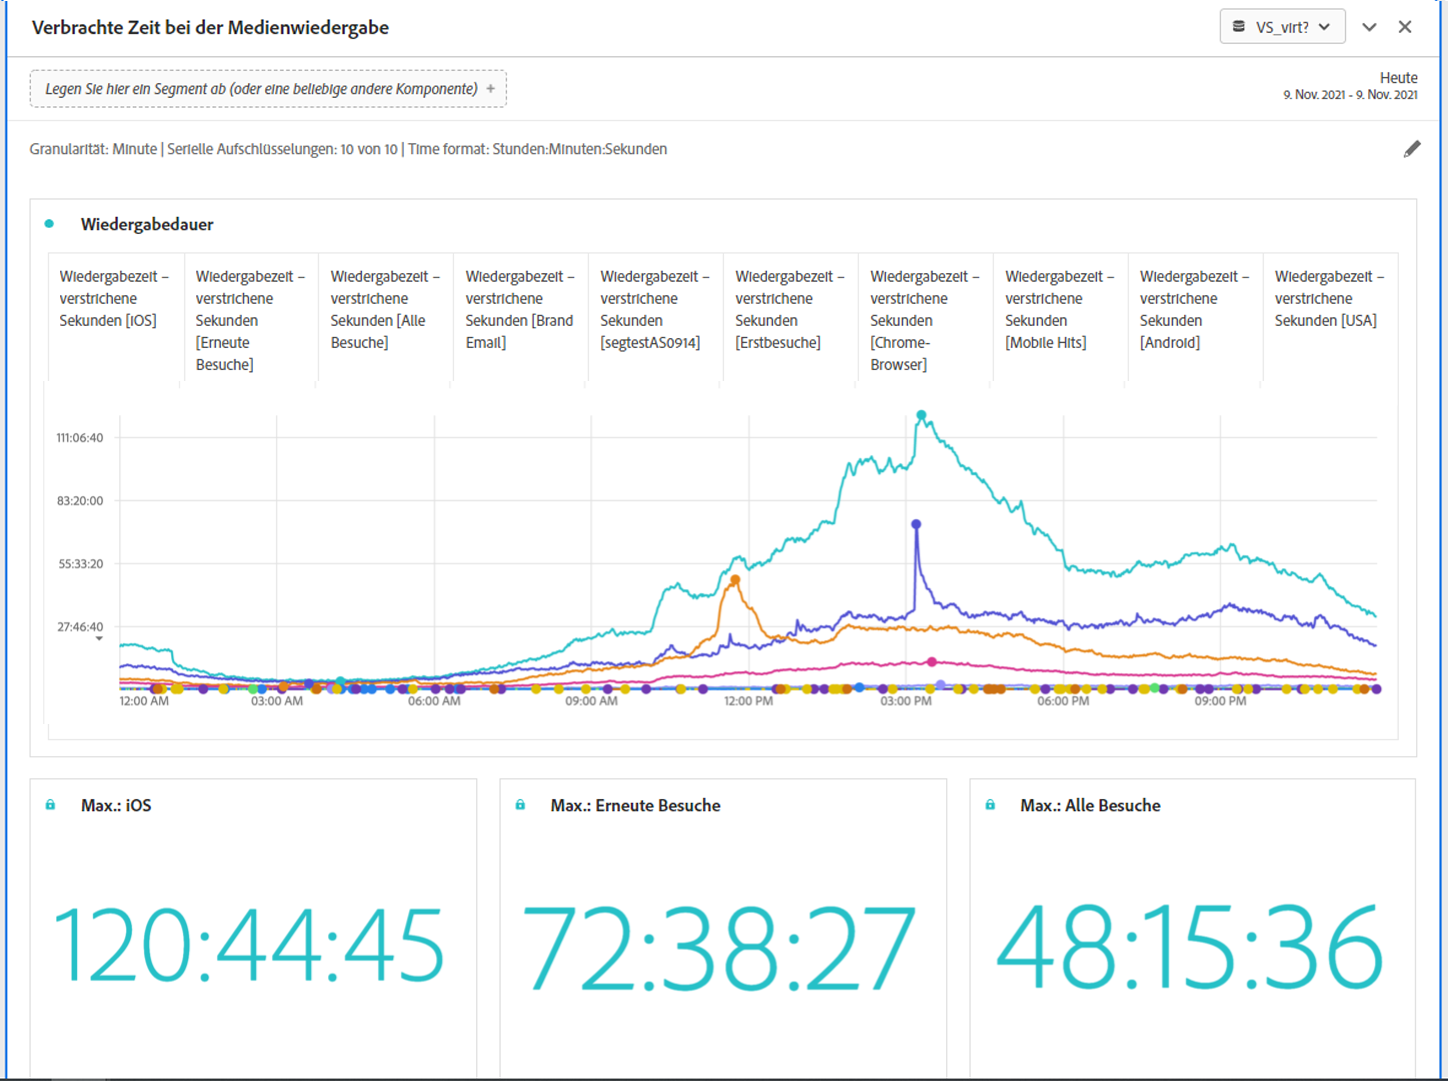 Verbrachte Zeit bei der Medienwiedergabe
VS_virt?
Legen Sie hier ein Segment ab (oder eine beliebige andere Komponente) +
Heute
9. Nov. 2021 - 9. Nov. 2021
Granularität: Minute | Serielle Aufschlüsselungen: 10 von 10 | Time format: Stunden:Minuten:Sekunden
Wiedergabedauer
Wiedergabezeit –
verstrichene
Sekunden [iOS]
Wiedergabezeit –
verstrichene
Sekunden
[Erneute
Besuche]
Wiedergabezeit –
verstrichene
Sekunden [Alle
Besuche]
Wiedergabezeit –
verstrichene
Sekunden [Brand
Email]
Wiedergabezeit –
verstrichene
Sekunden
[segtestAS0914]
Wiedergabezeit –
verstrichene
Sekunden
[Erstbesuche]
Wiedergabezeit –
verstrichene
Sekunden
[Chrome-
Browser]
Wiedergabezeit –
verstrichene
Sekunden
[Mobile Hits]
Wiedergabezeit –
verstrichene
Sekunden
[Android]
Wiedergabezeit –
verstrichene
Sekunden [USA]
111:06:40
83:20:00
55:33:20
27:46:40
12:00 AM 03:00 AM 06:00 AM 09:00 AM 12:00 PM 03:00 PM 06:00 PM 09:00 PM
Max.: iOS
120:44:45
Max.: Erneute Besuche
72:38:27
Max.: Alle Besuche
48:15:36